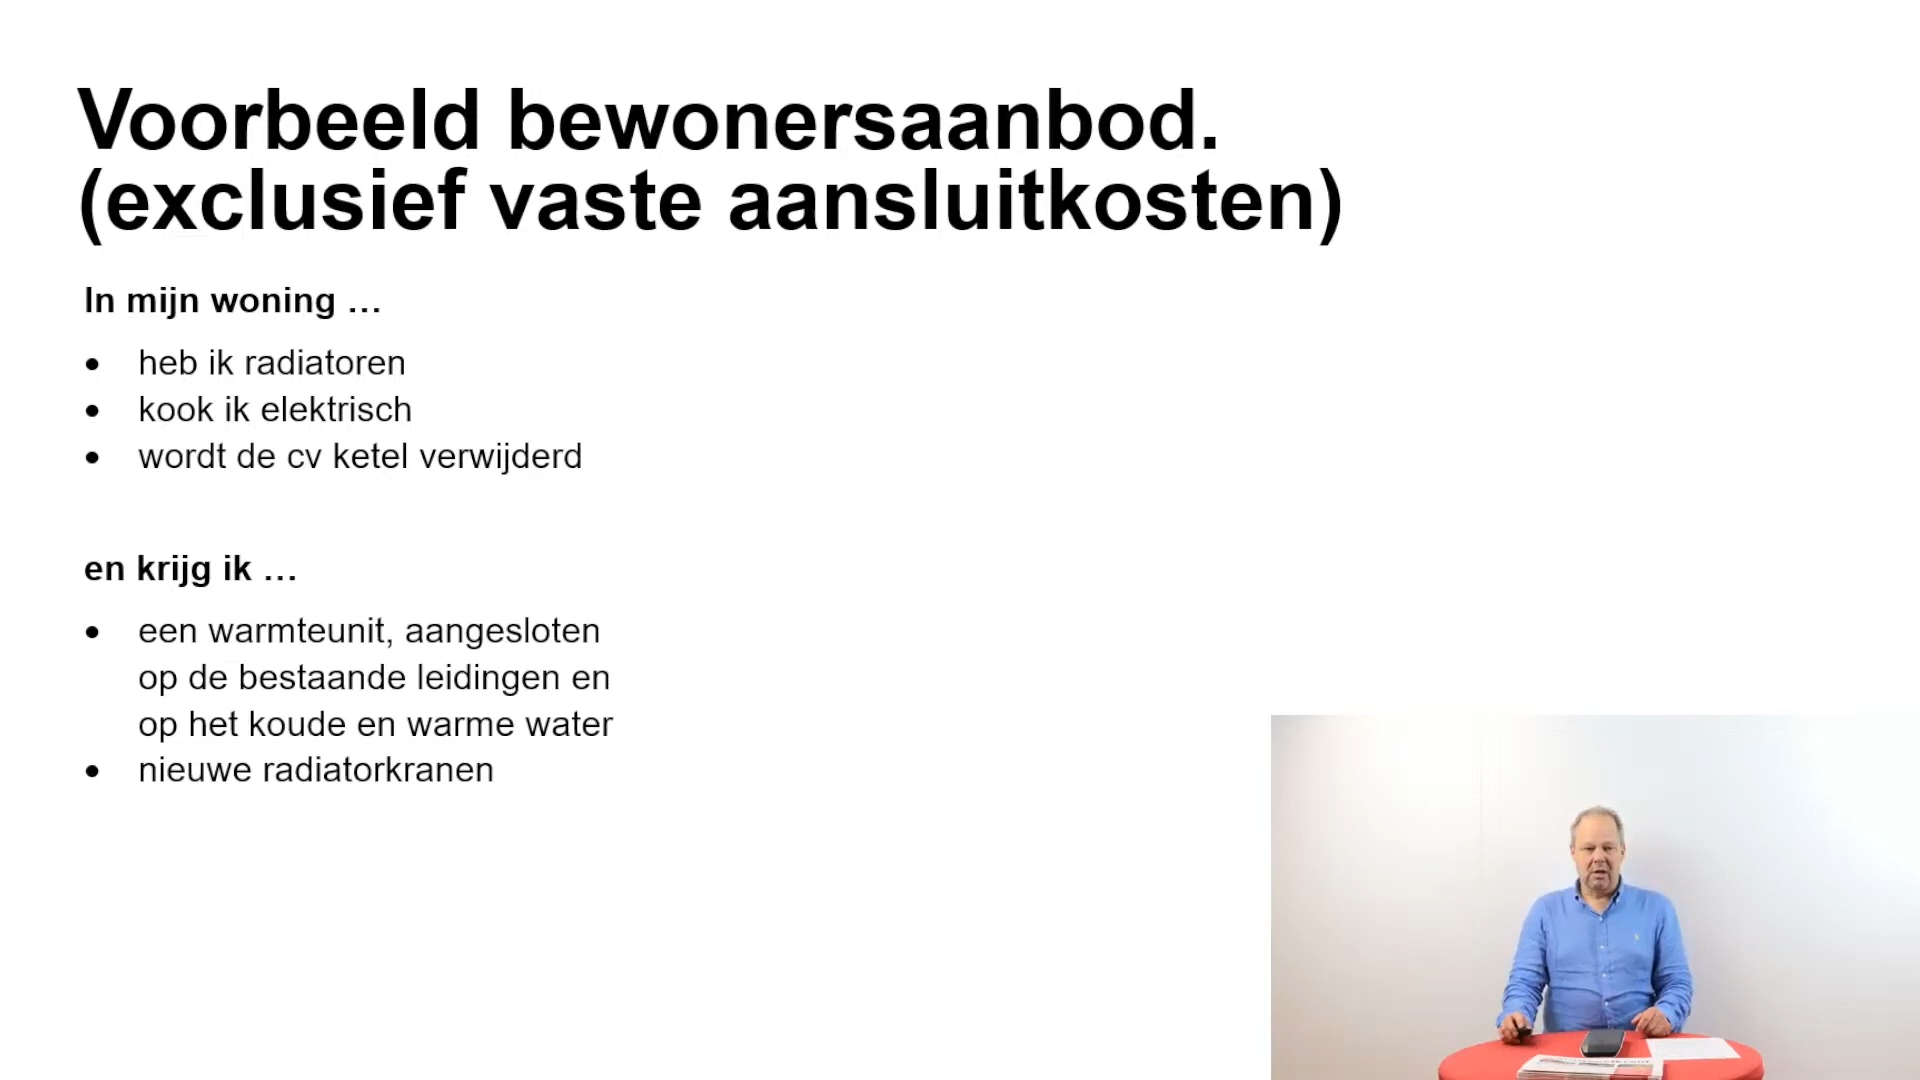 Voorbeeld bewonersaanbod.
(exclusief vaste aansluitkosten)
In mijn woning …
• heb ik radiatoren
• kook ik elektrisch
• wordt de cv ketel verwijderd
en krijg ik …
• een warmteunit, aangesloten
op de bestaande leidingen en
op het koude en warme water
• nieuwe radiatorkranen